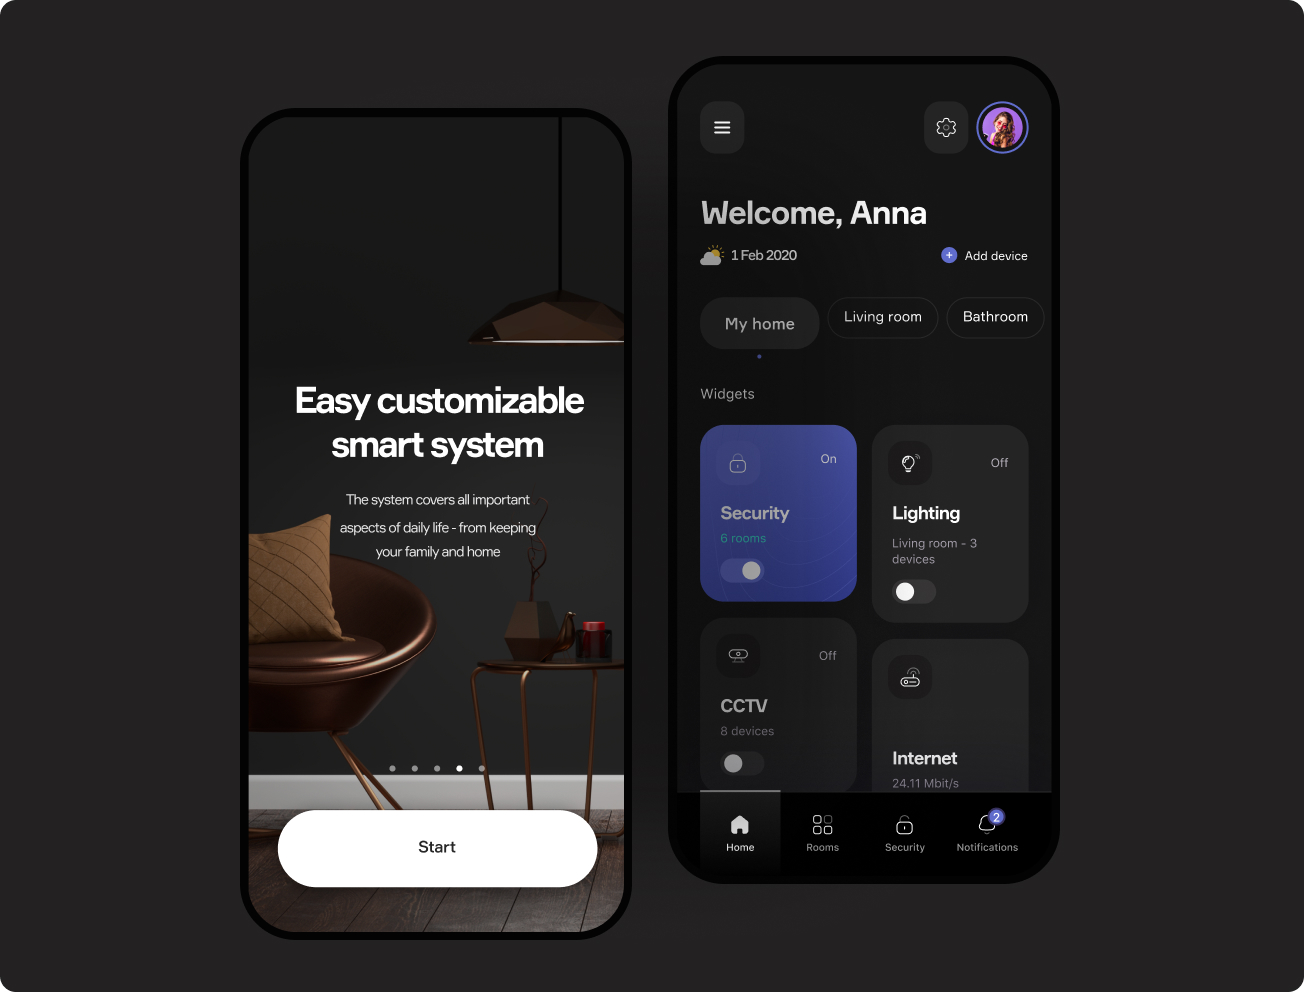 Easy customizable
smart system
The system covers all important
aspects of daily life - from keeping
your family and home
Start
Welcome, Anna
1 Feb 2020
+ Add device
My home
Living room
Bathroom
Widgets
On
Security
6 rooms
Off
Lighting
Living room - 3
devices
Off
CCTV
8 devices
Internet
24.11 Mbit/s
2
Home
Rooms
Security
Notifications